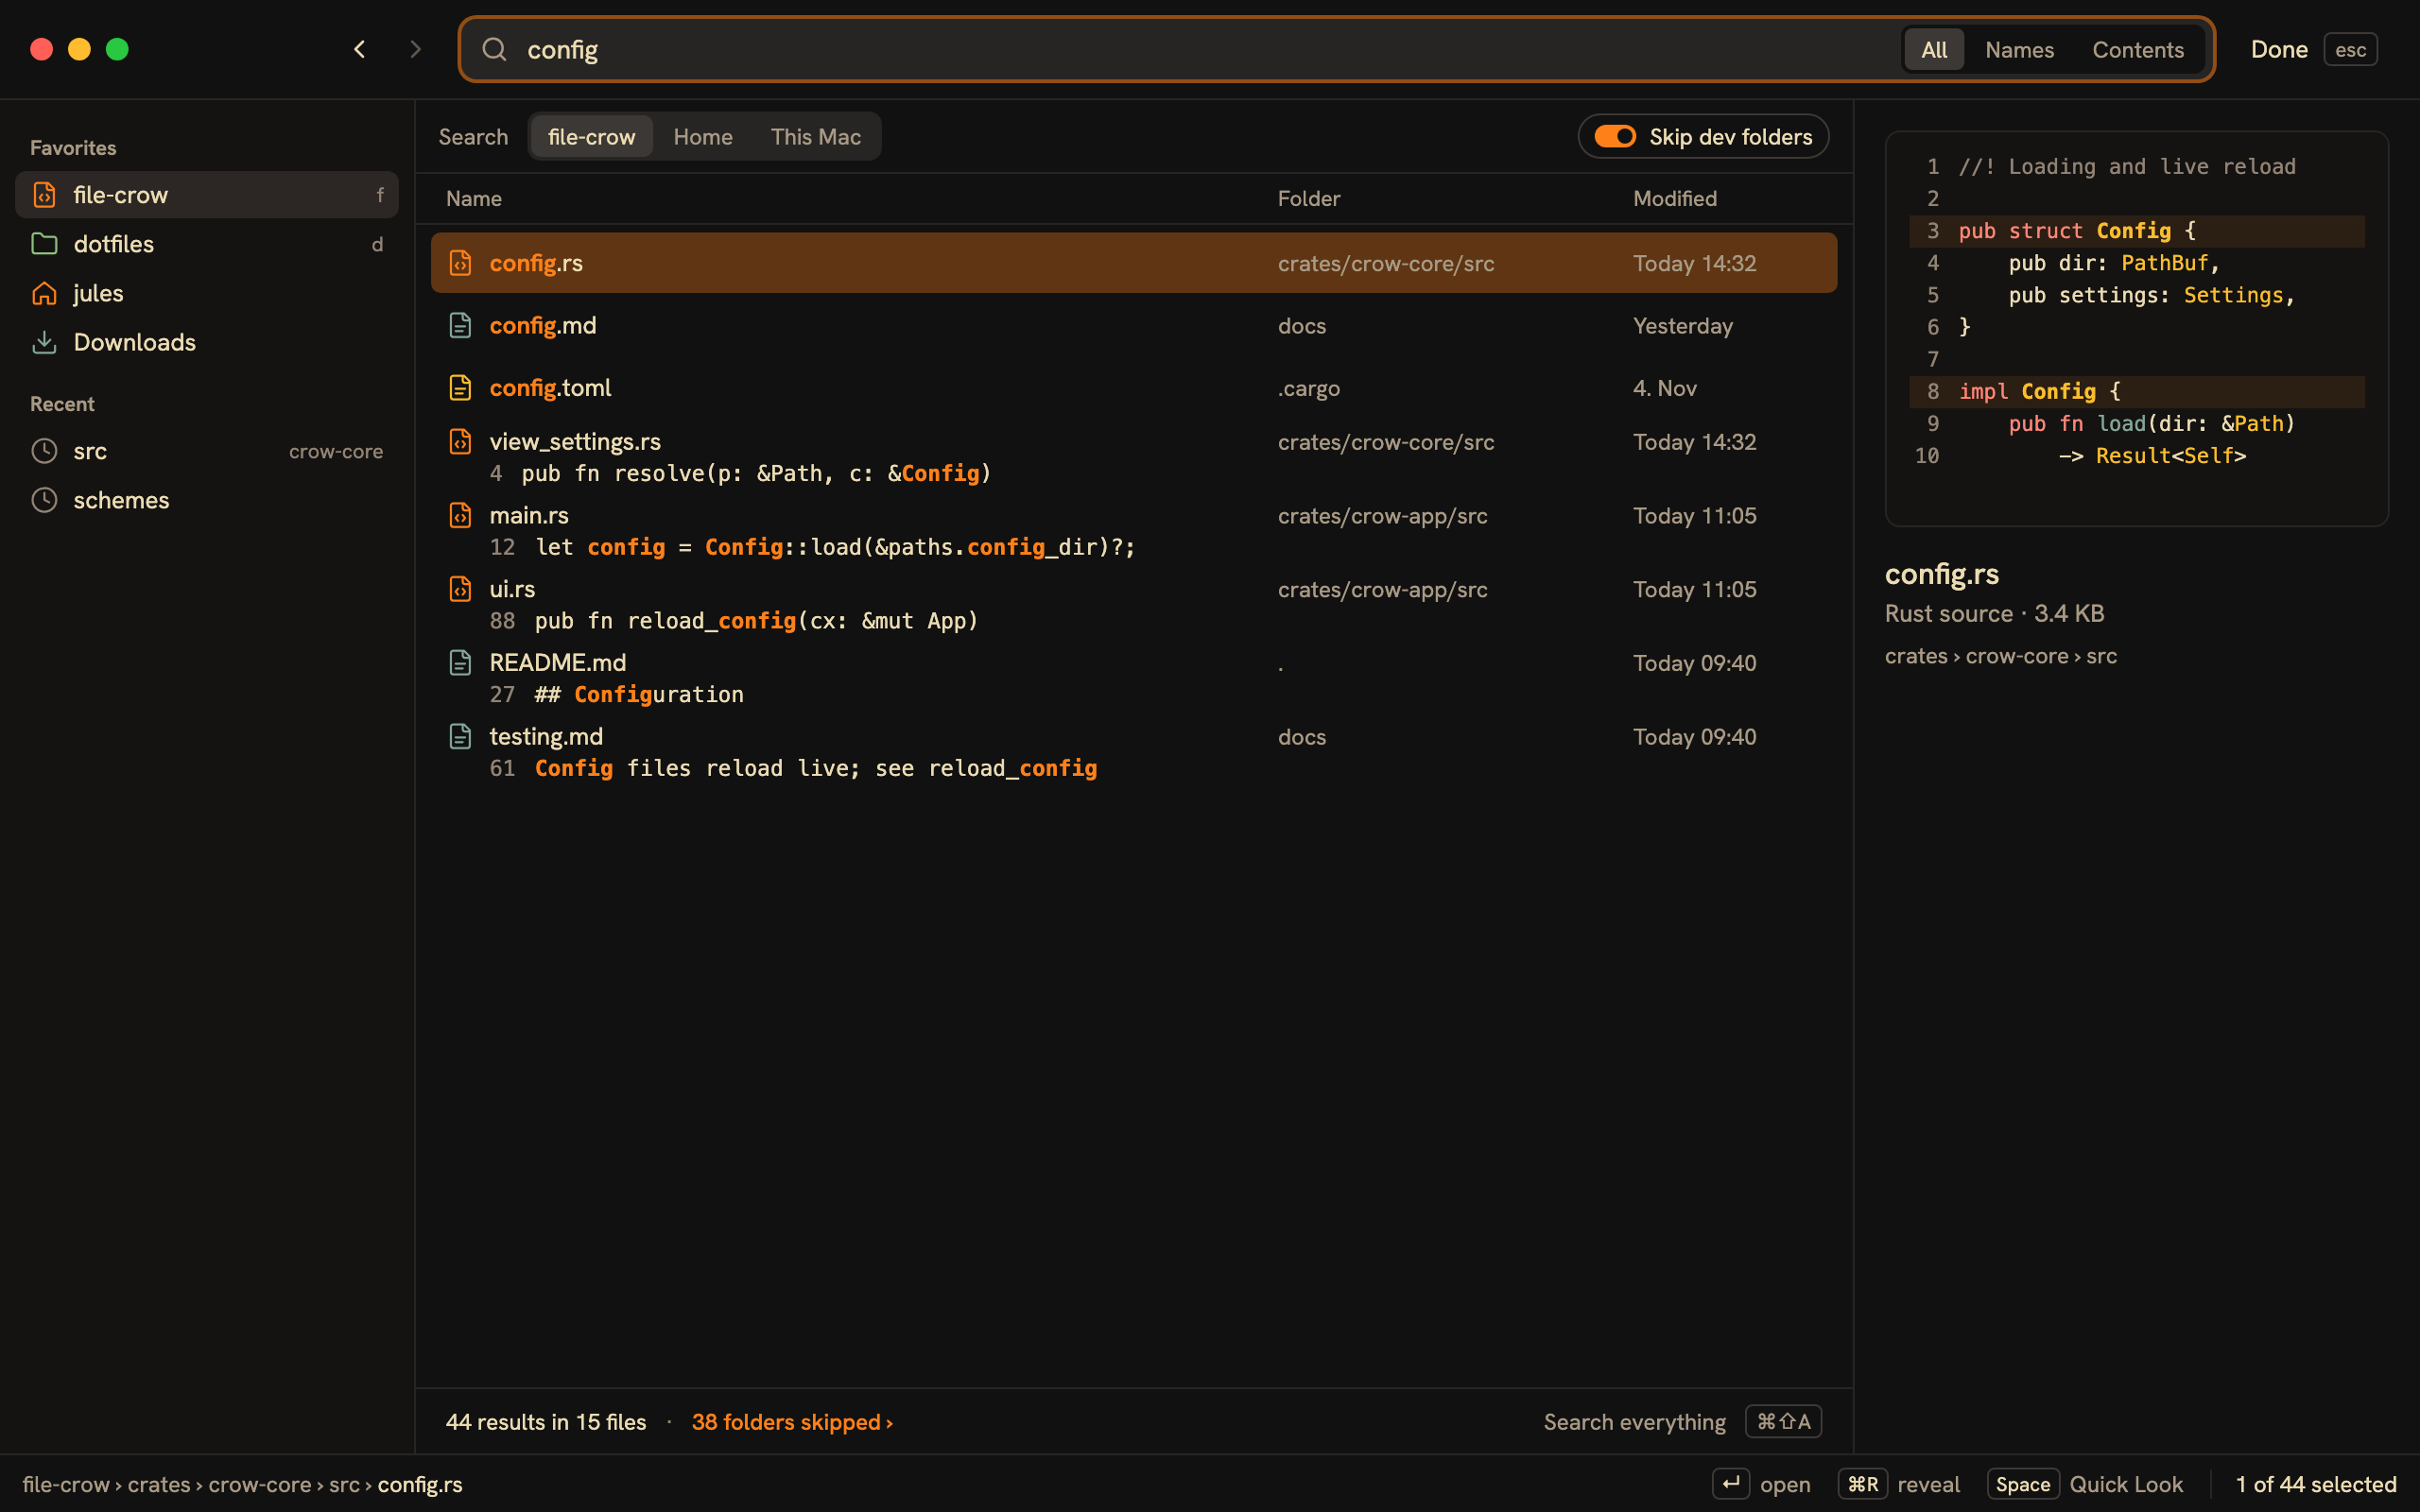 config All Names Contents Done esc
Favorites
file-crow f
dotfiles d
jules
Downloads
Recent
src crow-core
schemes
Search file-crow Home This Mac Skip dev folders
Name Folder Modified
config.rs crates/crow-core/src Today 14:32
config.md docs Yesterday
config.toml .cargo 4. Nov
view_settings.rs crates/crow-core/src Today 14:32
4 pub fn resolve(p: &Path, c: &Config)
main.rs crates/crow-app/src Today 11:05
12 let config = Config::load(&paths.config_dir)?;
ui.rs crates/crow-app/src Today 11:05
88 pub fn reload_config(cx: &mut App)
README.md . Today 09:40
27 ## Configuration
testing.md docs Today 09:40
61 Config files reload live; see reload_config
44 results in 15 files · 38 folders skipped ›
Search everything ⌘⇧A
1 //! Loading and live reload
2
3 pub struct Config {
4 pub dir: PathBuf,
5 pub settings: Settings,
6 }
7
8 impl Config {
9 pub fn load(dir: &Path)
10 -> Result<Self>
config.rs
Rust source · 3.4 KB
crates › crow-core › src
file-crow › crates › crow-core › src › config.rs
↵ open ⌘R reveal Space Quick Look 1 of 44 selected